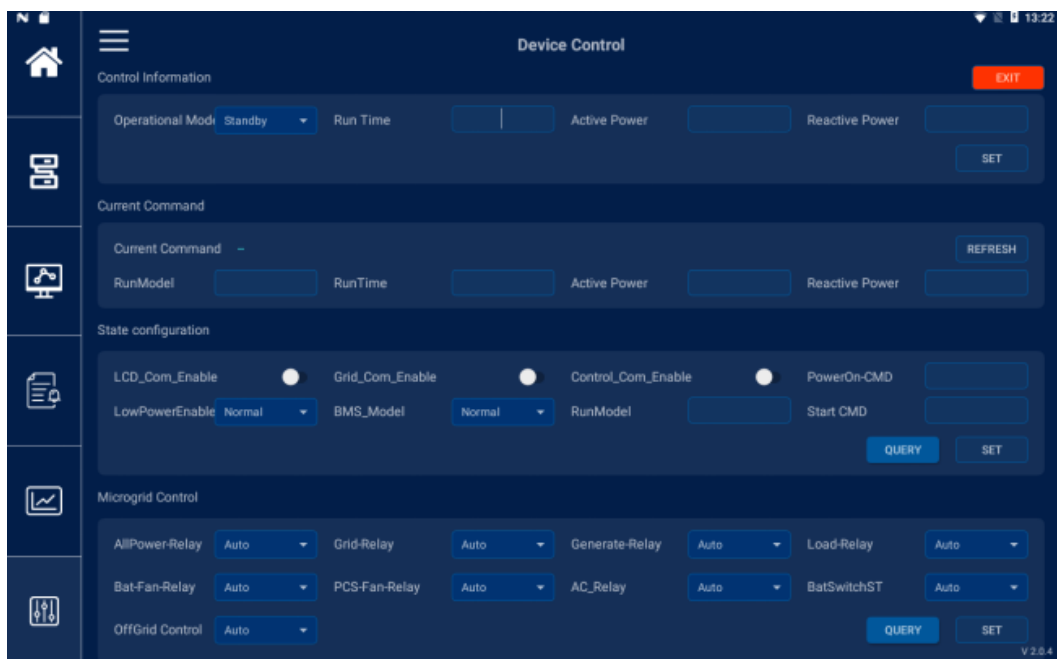 N 13:22
Device Control
Control Information EXIT
Operational Mode Standby Run Time Active Power Reactive Power
SET
Current Command
Current Command -- REFRESH
RunModel RunTime Active Power Reactive Power
State configuration
LCD_Com_Enable Grid_Com_Enable Control_Com_Enable PowerOn-CMD
LowPowerEnable Normal BMS_Model Normal RunModel Start CMD
QUERY SET
Microgrid Control
AllPower-Relay Auto Grid-Relay Auto Generate-Relay Auto Load-Relay Auto
Bat-Fan-Relay Auto PCS-Fan-Relay Auto AC_Relay Auto BatSwitchST Auto
OffGrid Control Auto QUERY SET
V 2.0.4